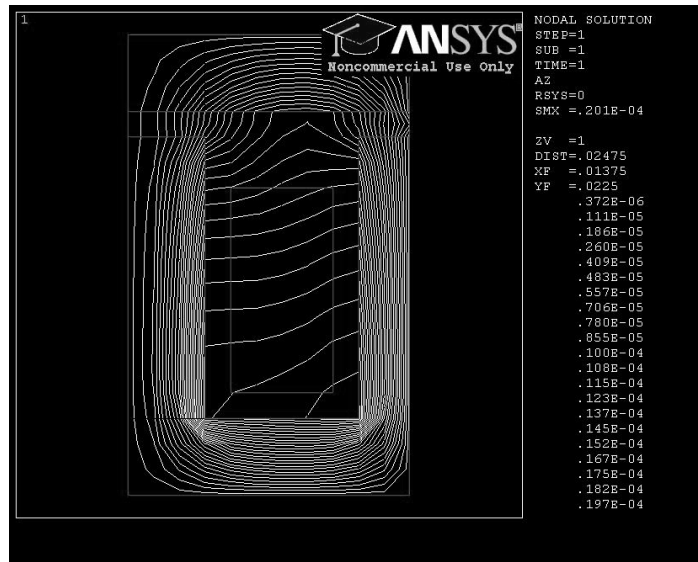 1
ANSYS®
Noncommercial Use Only
NODAL SOLUTION
STEP=1
SUB =1
TIME=1
AZ
RSYS=0
SMX =.201E-04
ZV =1
DIST=.02475
XF =.01375
YF =.0225
.372E-06
.111E-05
.186E-05
.260E-05
.409E-05
.483E-05
.557E-05
.706E-05
.780E-05
.855E-05
.100E-04
.108E-04
.115E-04
.123E-04
.137E-04
.145E-04
.152E-04
.167E-04
.175E-04
.182E-04
.197E-04